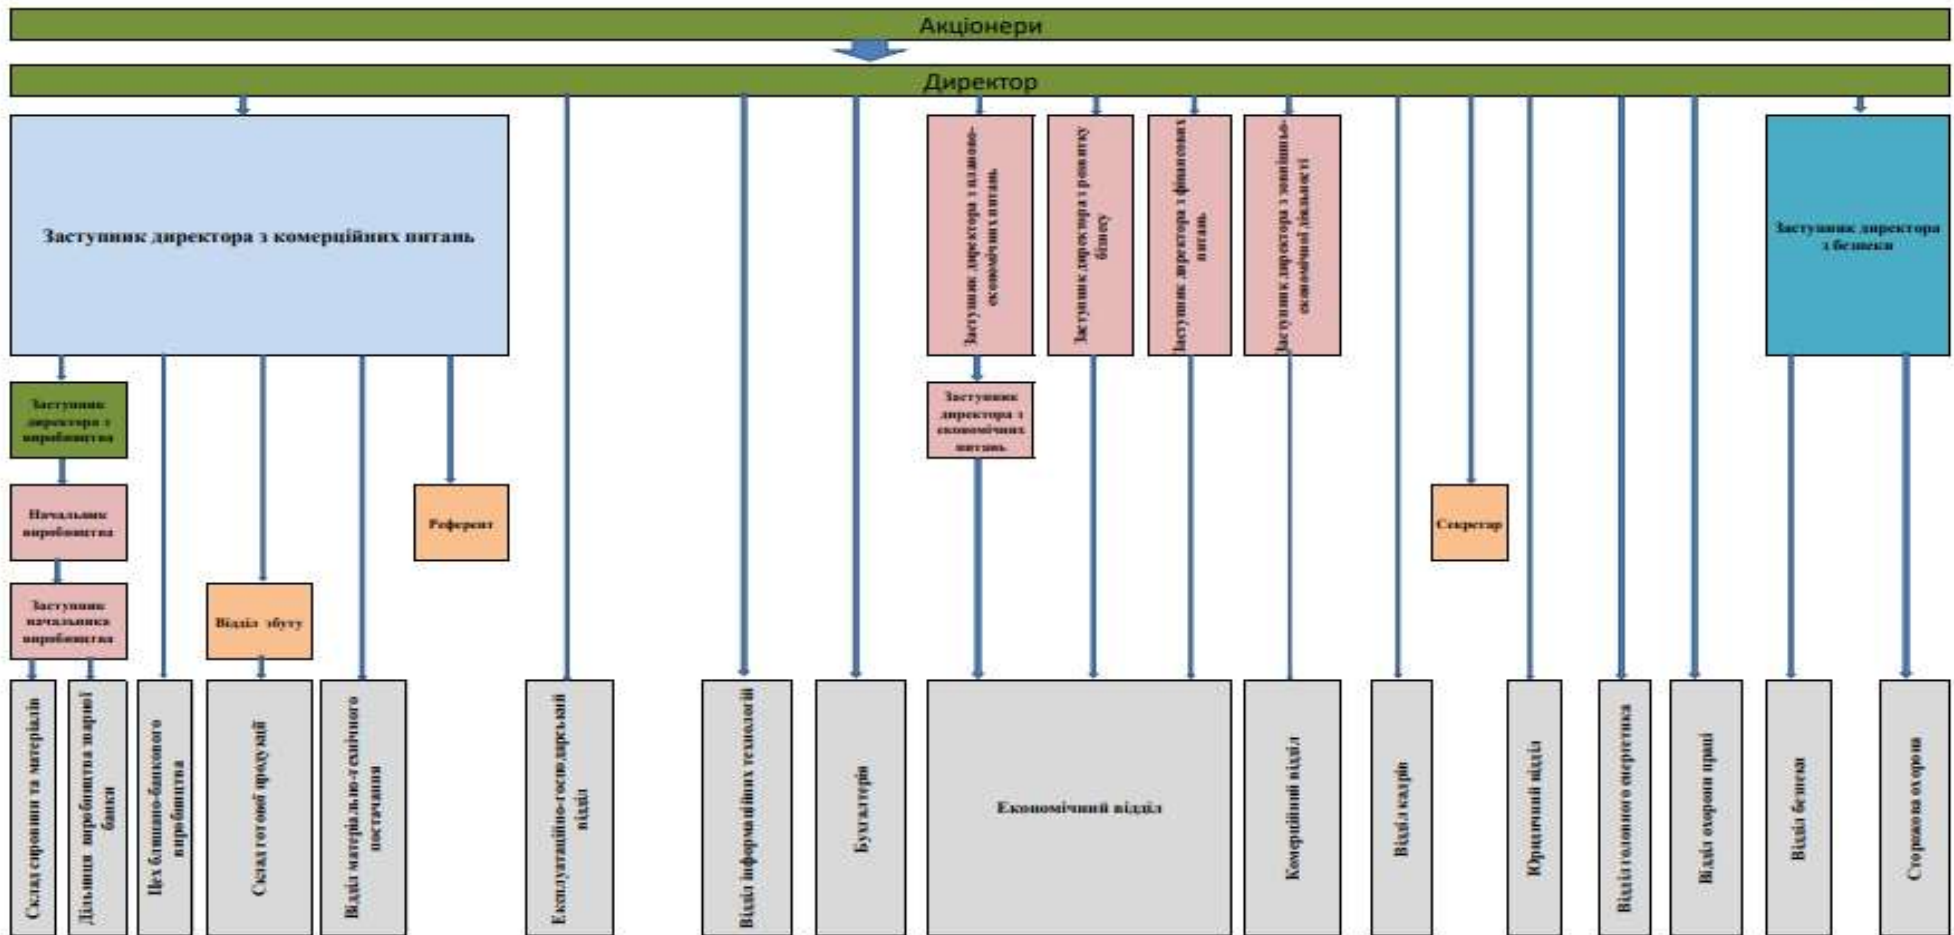 Акціонери
Директор
Заступник директора з комерційних питань
Заступник директора з планово-
економічних питань
Заступник директора з розвитку
бізнесу
Заступник директора з фінансових
питань
Заступник директора з зовнішньо-
економічної діяльності
Заступник директора
з безпеки
Заступник
директора з
виробництва
Заступник
директора з
економічних
питань
Начальник
виробництва
Референт
Секретар
Заступник
начальника
виробництва
Відділ збуту
Склад сировини та матеріалів
Дільниця виробництва жарної
банки
Цех бляшано-банкового
виробництва
Склад готової продукції
Відділ матеріально-технічного
постачання
Експлуатаційно-господарський
відділ
Відділ інформаційних технологій
Бухгалтерія
Економічний відділ
Комерційний відділ
Відділ кадрів
Юридичний відділ
Відділ головного енергетика
Відділ охорони праці
Відділ безпеки
Сторожова охорона